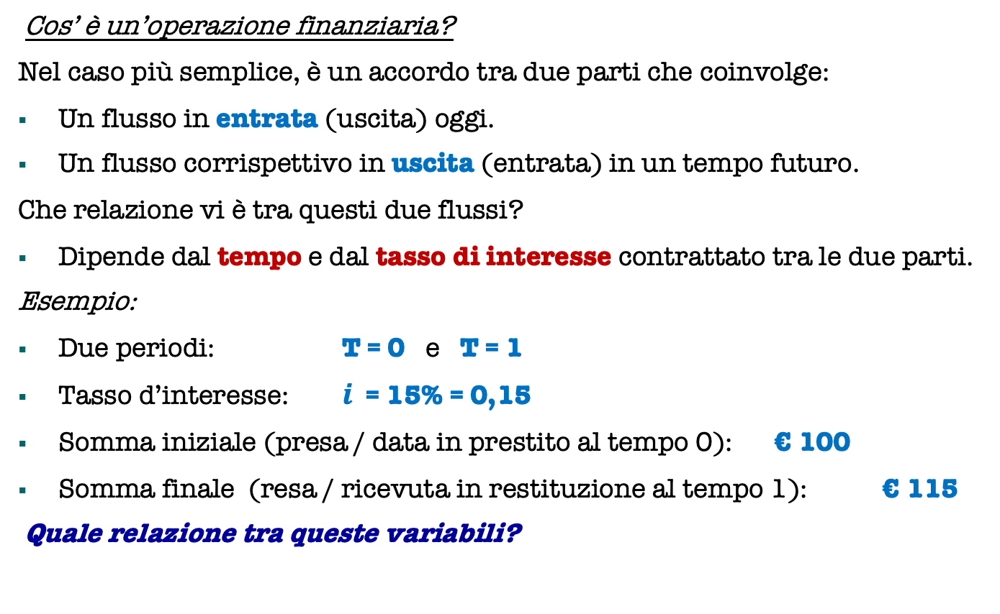 Cos’ è un’operazione finanziaria?
Nel caso più semplice, è un accordo tra due parti che coinvolge:
▪ Un flusso in entrata (uscita) oggi.
▪ Un flusso corrispettivo in uscita (entrata) in un tempo futuro.
Che relazione vi è tra questi due flussi?
▪ Dipende dal tempo e dal tasso di interesse contrattato tra le due parti.
Esempio:
▪ Due periodi: T = 0 e T = 1
▪ Tasso d’interesse: i = 15% = 0,15
▪ Somma iniziale (presa / data in prestito al tempo 0): € 100
▪ Somma finale (resa / ricevuta in restituzione al tempo 1): € 115
Quale relazione tra queste variabili?